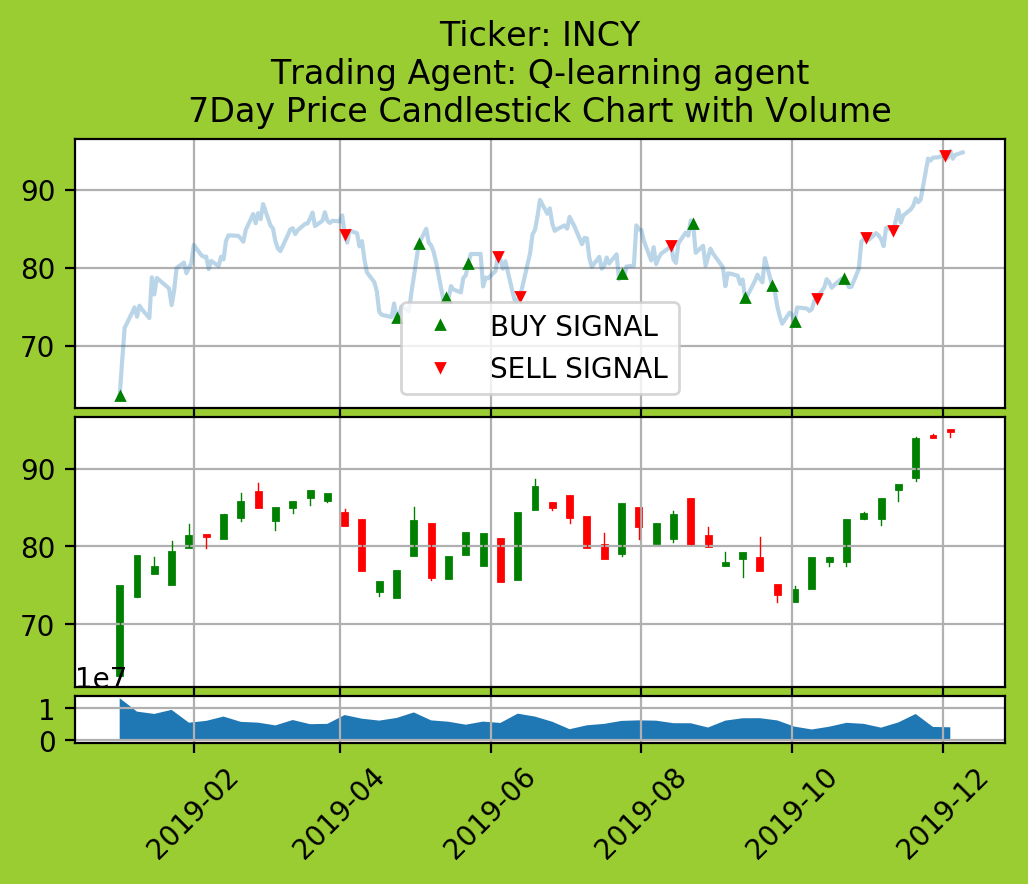 Ticker: INCY
Trading Agent: Q-learning agent
7Day Price Candlestick Chart with Volume
90
80
70
BUY SIGNAL
SELL SIGNAL
90
80
70
1e7
1
0
2019-02
2019-04
2019-06
2019-08
2019-10
2019-12